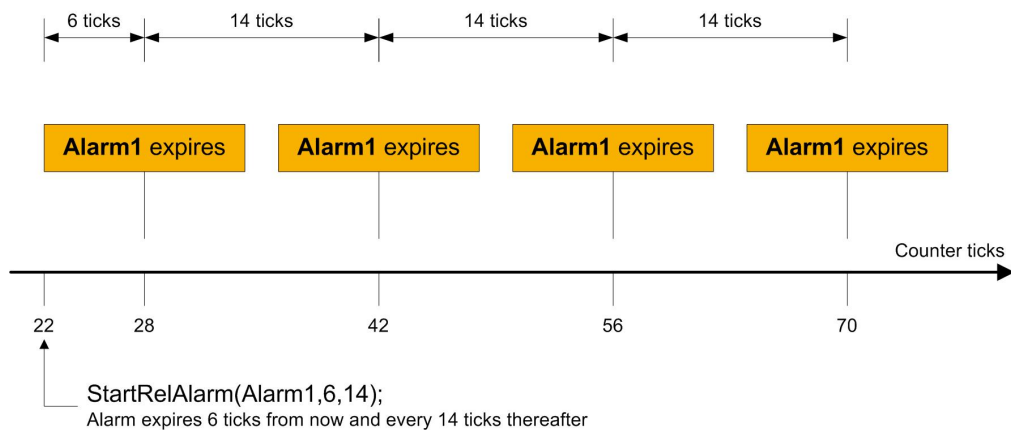 6 ticks
14 ticks
14 ticks
14 ticks
Alarm1 expires
Alarm1 expires
Alarm1 expires
Alarm1 expires
Counter ticks
22
28
42
56
70
StartRelAlarm(Alarm1,6,14);
Alarm expires 6 ticks from now and every 14 ticks thereafter